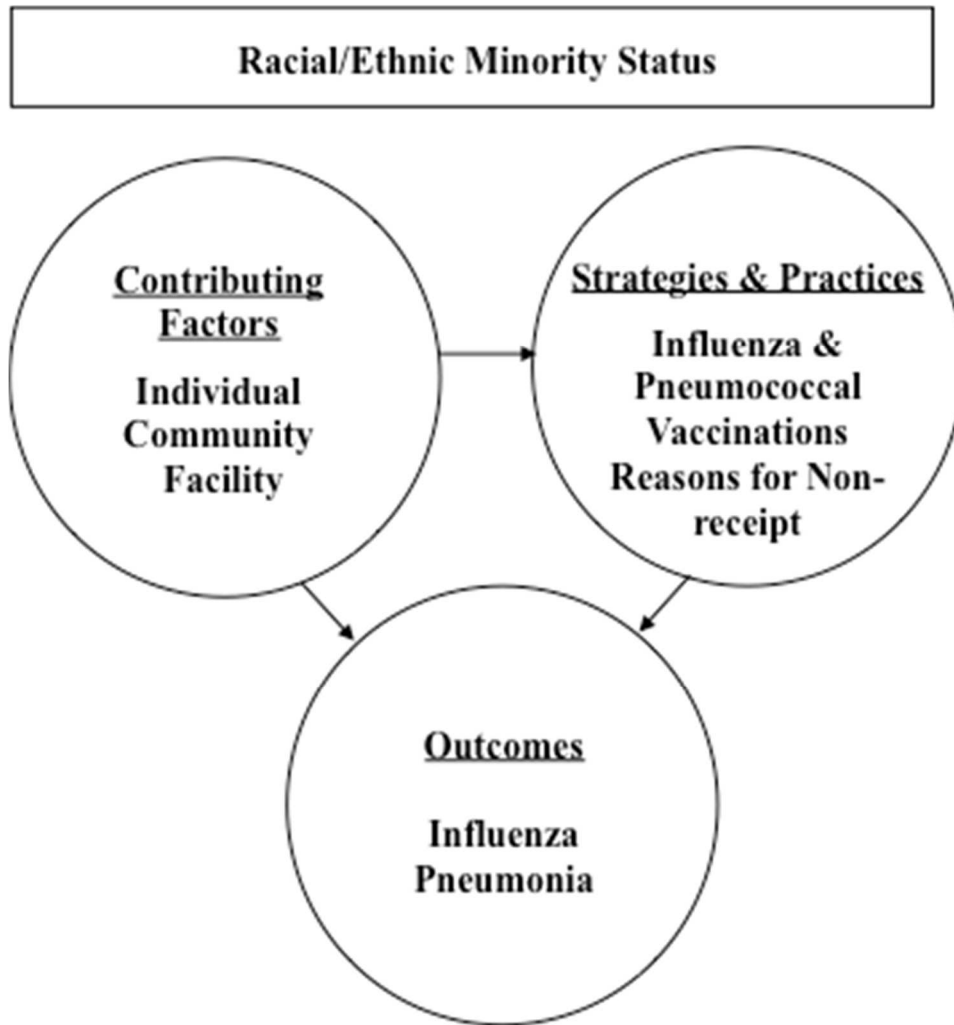 Racial/Ethnic Minority Status
Contributing
Factors
Individual
Community
Facility
Strategies & Practices
Influenza &
Pneumococcal
Vaccinations
Reasons for Non-
receipt
Outcomes
Influenza
Pneumonia